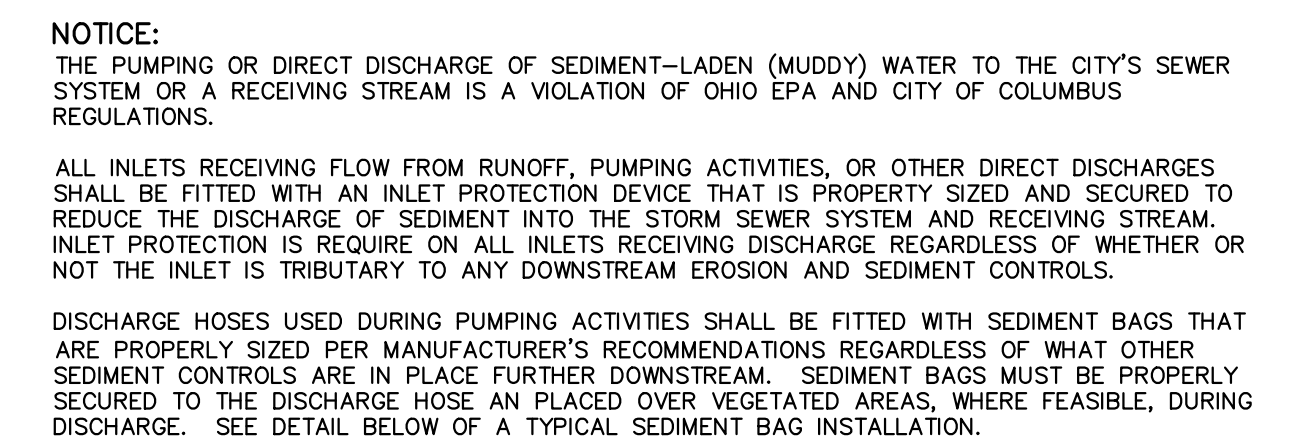 NOTICE:
THE PUMPING OR DIRECT DISCHARGE OF SEDIMENT–LADEN (MUDDY) WATER TO THE CITY'S SEWER
SYSTEM OR A RECEIVING STREAM IS A VIOLATION OF OHIO EPA AND CITY OF COLUMBUS
REGULATIONS.
ALL INLETS RECEIVING FLOW FROM RUNOFF, PUMPING ACTIVITIES, OR OTHER DIRECT DISCHARGES
SHALL BE FITTED WITH AN INLET PROTECTION DEVICE THAT IS PROPERTY SIZED AND SECURED TO
REDUCE THE DISCHARGE OF SEDIMENT INTO THE STORM SEWER SYSTEM AND RECEIVING STREAM.
INLET PROTECTION IS REQUIRE ON ALL INLETS RECEIVING DISCHARGE REGARDLESS OF WHETHER OR
NOT THE INLET IS TRIBUTARY TO ANY DOWNSTREAM EROSION AND SEDIMENT CONTROLS.
DISCHARGE HOSES USED DURING PUMPING ACTIVITIES SHALL BE FITTED WITH SEDIMENT BAGS THAT
ARE PROPERLY SIZED PER MANUFACTURER'S RECOMMENDATIONS REGARDLESS OF WHAT OTHER
SEDIMENT CONTROLS ARE IN PLACE FURTHER DOWNSTREAM.  SEDIMENT BAGS MUST BE PROPERLY
SECURED TO THE DISCHARGE HOSE AN PLACED OVER VEGETATED AREAS, WHERE FEASIBLE, DURING
DISCHARGE.  SEE DETAIL BELOW OF A TYPICAL SEDIMENT BAG INSTALLATION.